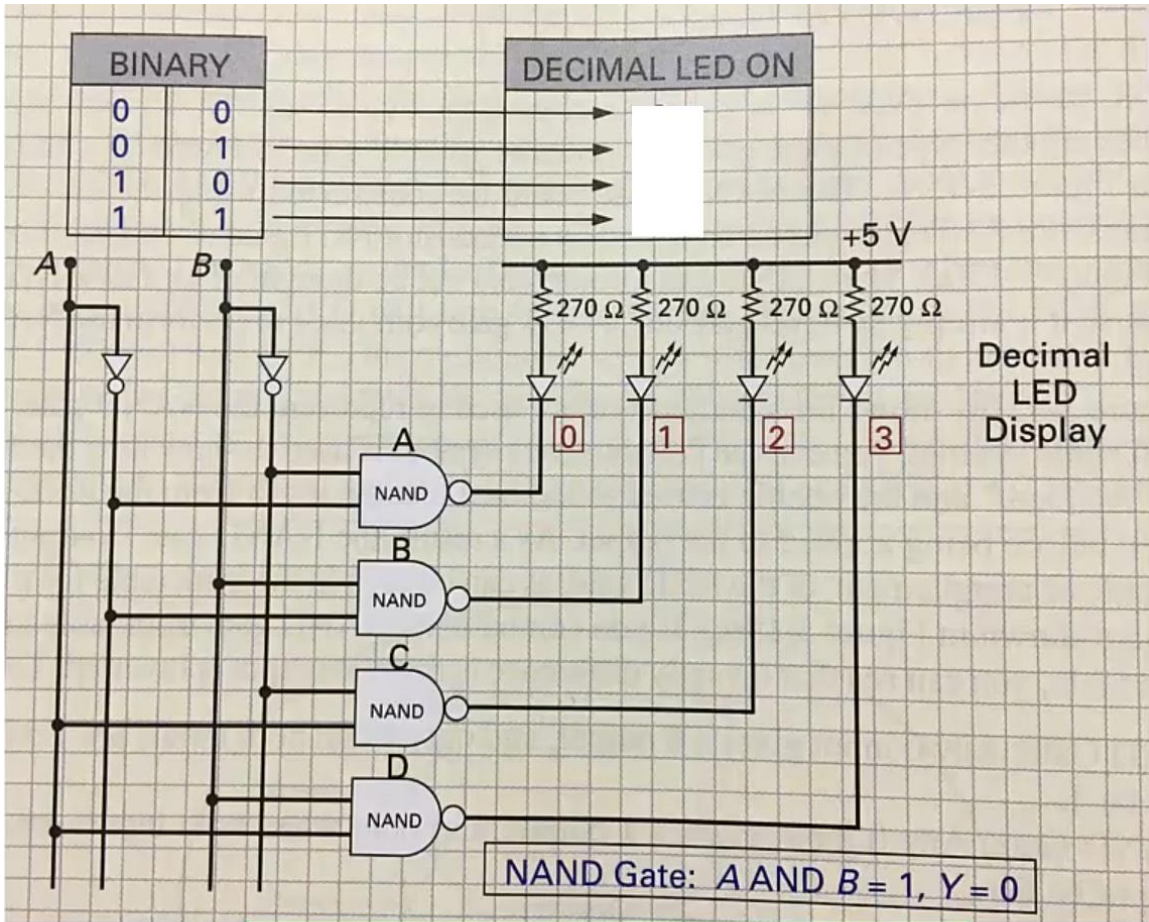 BINARY
DECIMAL LED ON
0 0
0 1
1 0
1 1
A
B
+5 V
270 Ω 270 Ω 270 Ω 270 Ω
Decimal
LED
Display
0 1 2 3
A
NAND
B
NAND
C
NAND
D
NAND
NAND Gate: A AND B = 1, Y = 0